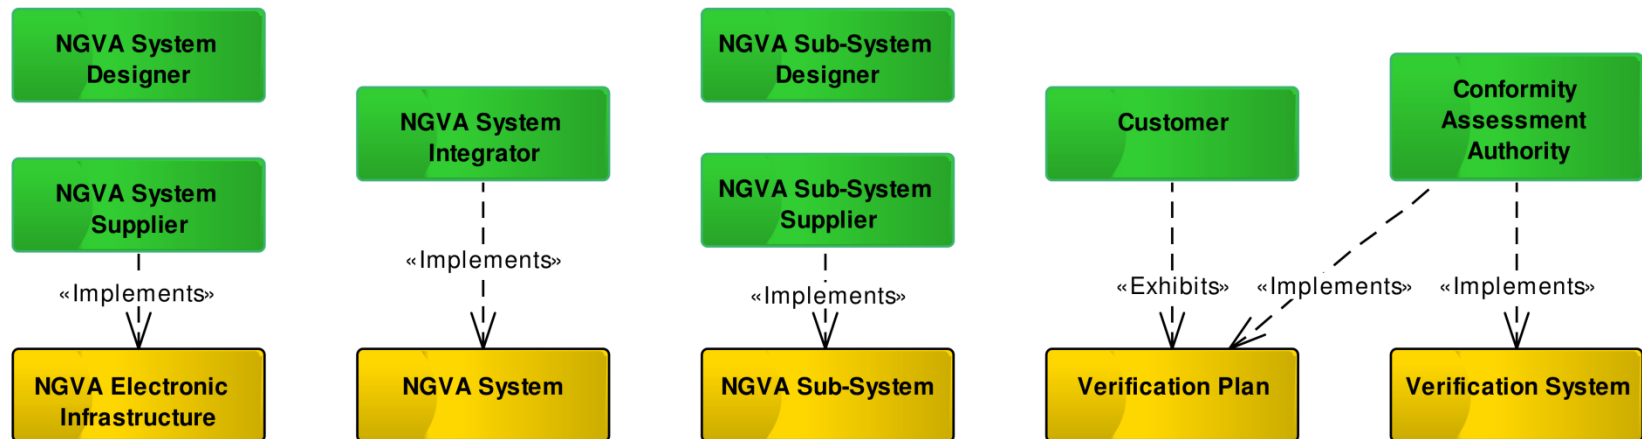 NGVA System
Designer
NGVA Sub-System
Designer
NGVA System
Integrator
Customer
Conformity
Assessment
Authority
NGVA System
Supplier
NGVA Sub-System
Supplier
«Implements»
«Implements»
«Implements»
«Exhibits»
«Implements»
«Implements»
NGVA Electronic
Infrastructure
NGVA System
NGVA Sub-System
Verification Plan
Verification System